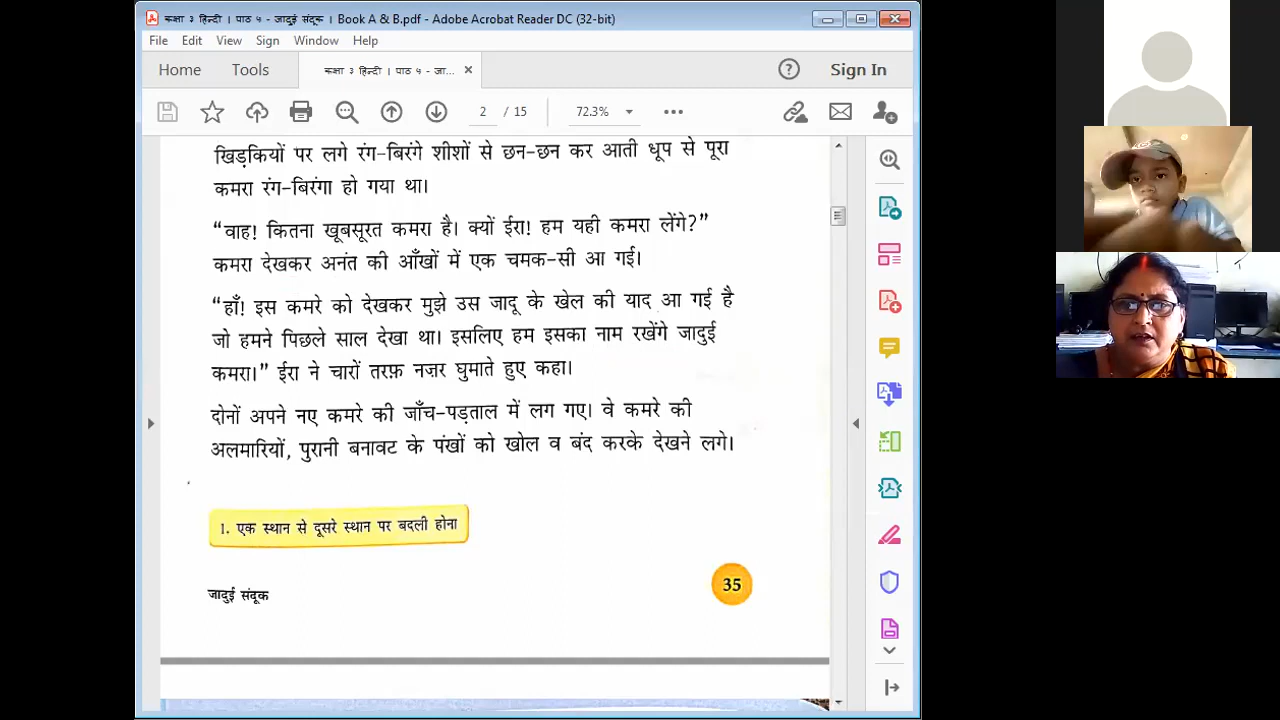 कक्षा ३ हिन्दी । पाठ ५ - जादुई संदूक । Book A & B.pdf - Adobe Acrobat Reader DC (32-bit)
File Edit View Sign Window Help
Home Tools कक्षा ३ हिन्दी । पाठ ५ - जा... Sign In
2 / 15 72.3%
खिड़कियों पर लगे रंग-बिरंगे शीशों से छन-छन कर आती धूप से पूरा
कमरा रंग-बिरंगा हो गया था।
“वाह! कितना खूबसूरत कमरा है। क्यों ईरा! हम यही कमरा लेंगे?”
कमरा देखकर अनंत की आँखों में एक चमक-सी आ गई।
“हाँ! इस कमरे को देखकर मुझे उस जादू के खेल की याद आ गई है
जो हमने पिछले साल देखा था। इसलिए हम इसका नाम रखेंगे जादुई
कमरा।” ईरा ने चारों तरफ़ नज़र घुमाते हुए कहा।
दोनों अपने नए कमरे की जाँच-पड़ताल में लग गए। वे कमरे की
अलमारियों, पुरानी बनावट के पंखों को खोल व बंद करके देखने लगे।
1. एक स्थान से दूसरे स्थान पर बदली होना
जादुई संदूक
35